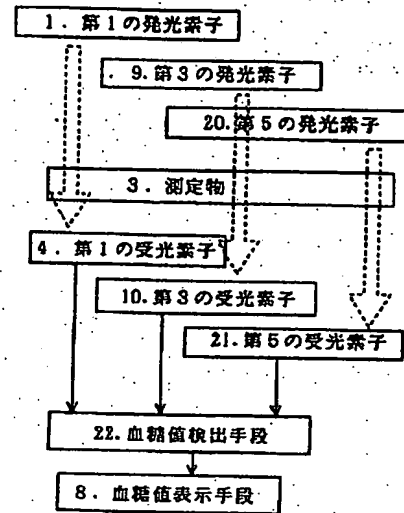 1．第1の発光素子
9.第3の発光素子
20.第5の発光素子
3．測定物
4．第1の受光素子
10.第3の受光素子
21.第5の受光素子
22.血糖値検出手段
8．血糖値表示手段